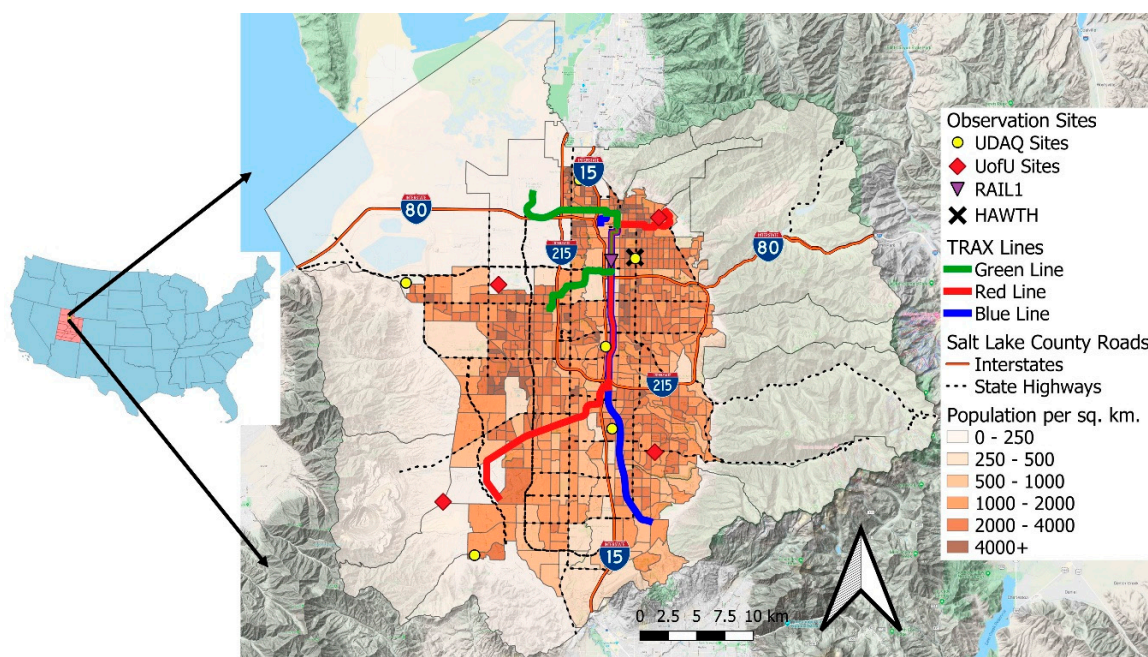 Observation Sites
UDAQ Sites
UofU Sites
RAIL1
HAWTH
TRAX Lines
Green Line
Red Line
Blue Line
Salt Lake County Roads
Interstates
State Highways
Population per sq. km.
0 - 250
250 - 500
500 - 1000
1000 - 2000
2000 - 4000
4000+
15
80
215
80
215
15
0 2.5 5 7.5 10 km